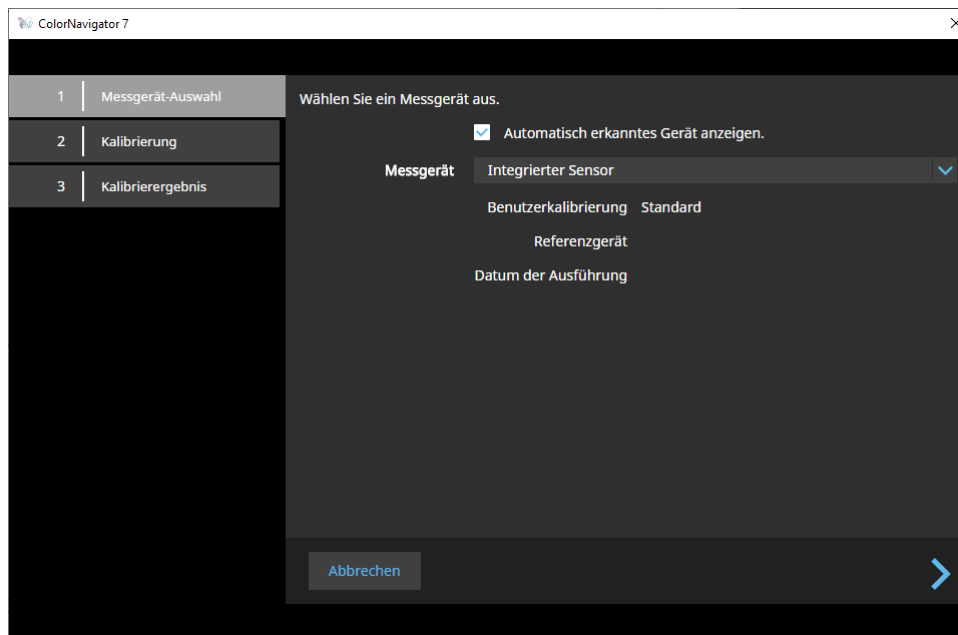 ColorNavigator 7
1 Messgerät-Auswahl
2 Kalibrierung
3 Kalibrierergebnis
Wählen Sie ein Messgerät aus.
Automatisch erkanntes Gerät anzeigen.
Messgerät Integrierter Sensor
Benutzerkalibrierung Standard
Referenzgerät
Datum der Ausführung
Abbrechen